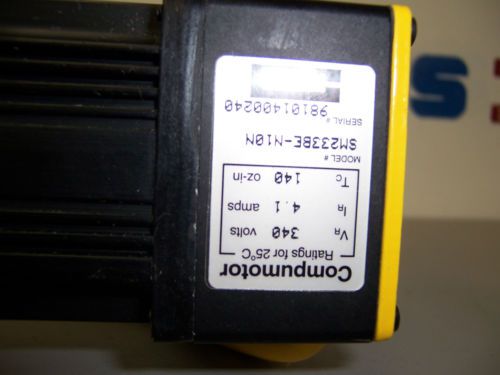 Compumotor
Ratings for 25°C
VR 340 volts
IR 4.1 amps
TC 140 oz-in
MODEL#
SM233BE-N10N
SERIAL#
98101400240
S